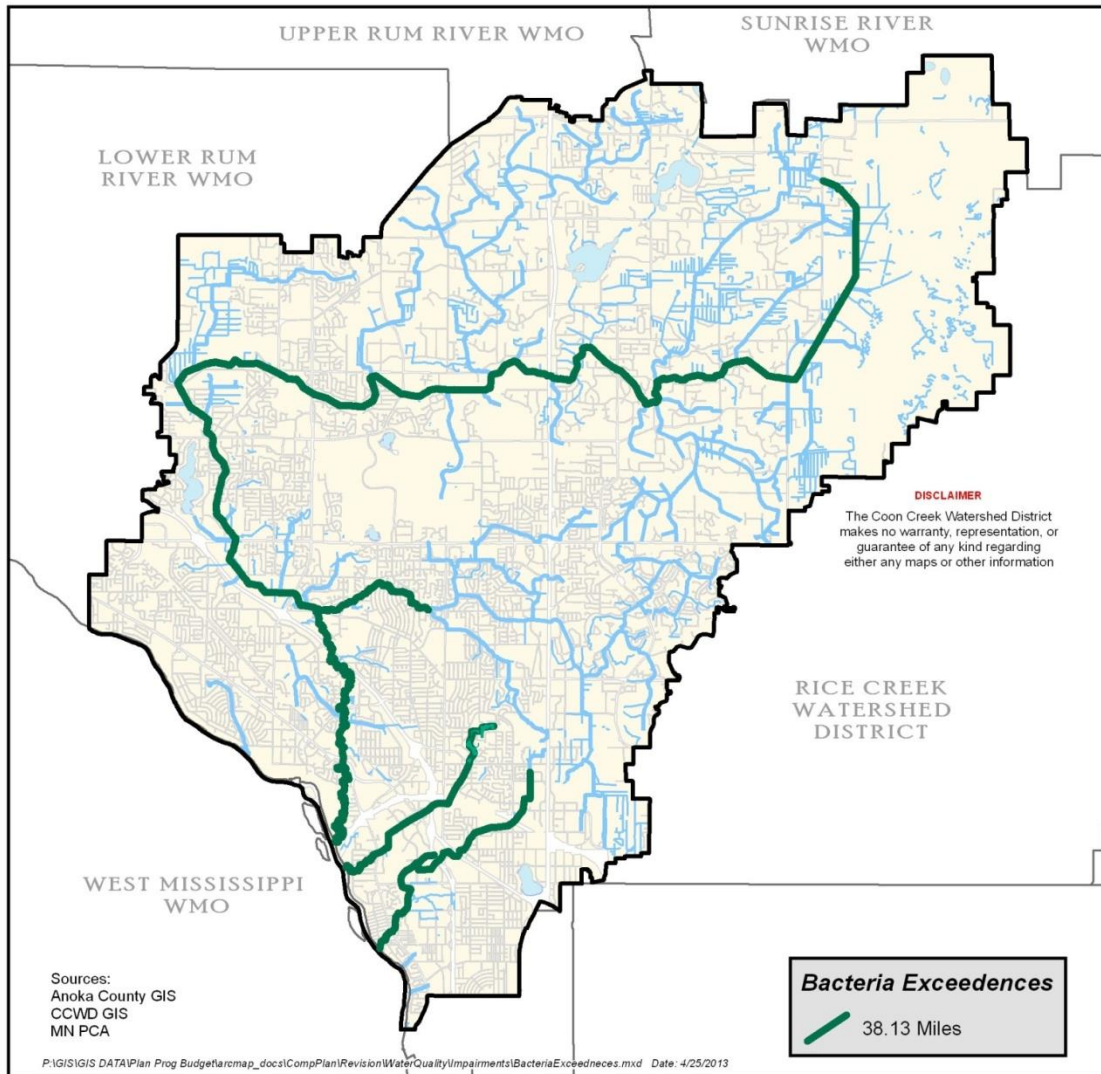 UPPER RUM RIVER WMO
SUNRISE RIVER
WMO
LOWER RUM
RIVER WMO
DISCLAIMER
The Coon Creek Watershed District
makes no warranty, representation, or
guarantee of any kind regarding
either any maps or other information
RICE CREEK
WATERSHED
DISTRICT
WEST MISSISSIPPI
WMO
Sources:
Anoka County GIS
CCWD GIS
MN PCA
Bacteria Exceedences
38.13 Miles
P:\GIS\GIS DATA\Plan Prog Budget\arcmap_docs\CompPlan\Revision\WaterQuality\Impairments\BacteriaExceedneces.mxd Date: 4/25/2013